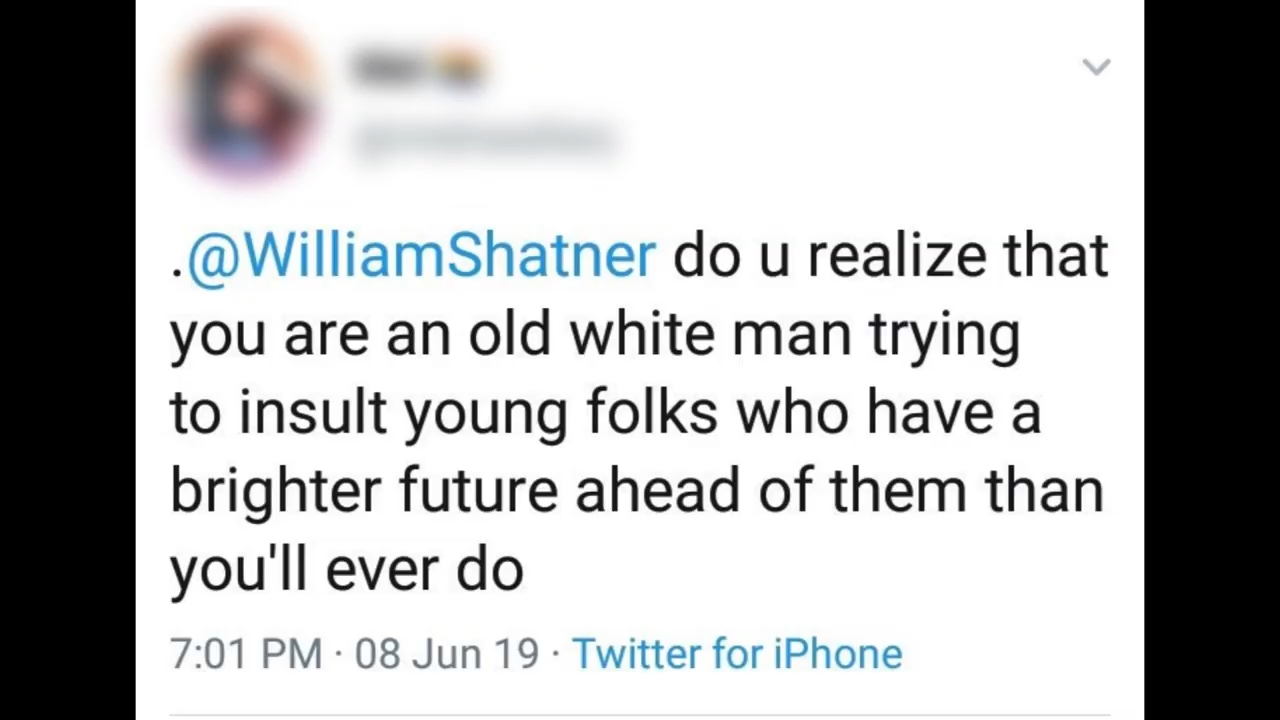 .@WilliamShatner do u realize that
you are an old white man trying
to insult young folks who have a
brighter future ahead of them than
you'll ever do
7:01 PM · 08 Jun 19 · Twitter for iPhone